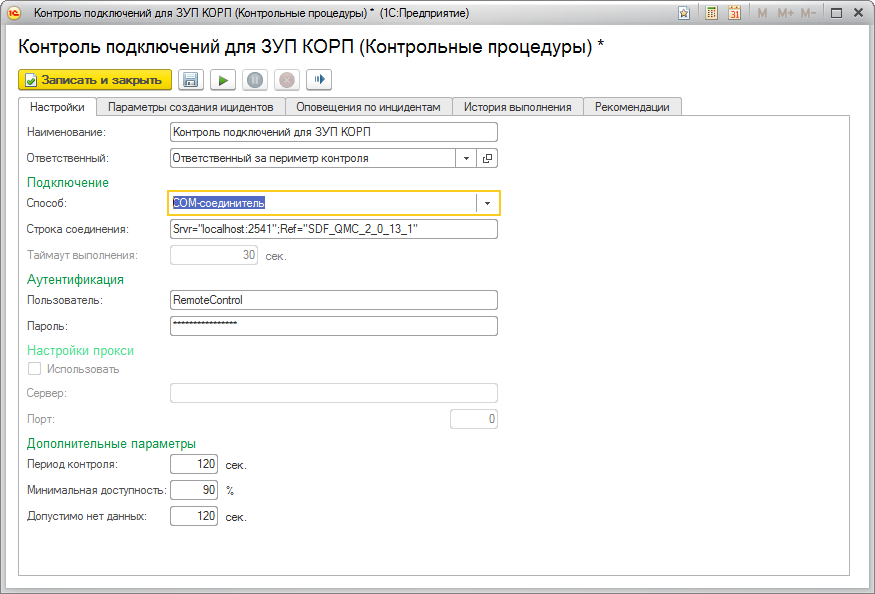 Контроль подключений для ЗУП КОРП (Контрольные процедуры) * (1С:Предприятие)
31 M M+ M-
Контроль подключений для ЗУП КОРП (Контрольные процедуры) *
Записать и закрыть
Настройки Параметры создания ицидентов Оповещения по инцидентам История выполнения Рекомендации
Наименование: Контроль подключений для ЗУП КОРП
Ответственный: Ответственный за периметр контроля
Подключение
Способ: COM-соединитель
Строка соединения: Srvr="localhost:2541";Ref="SDF_QMC_2_0_13_1"
Таймаут выполнения: 30 сек.
Аутентификация
Пользователь: RemoteControl
Пароль: ****************
Настройки прокси
Использовать
Сервер:
Порт: 0
Дополнительные параметры
Период контроля: 120 сек.
Минимальная доступность: 90 %
Допустимо нет данных: 120 сек.